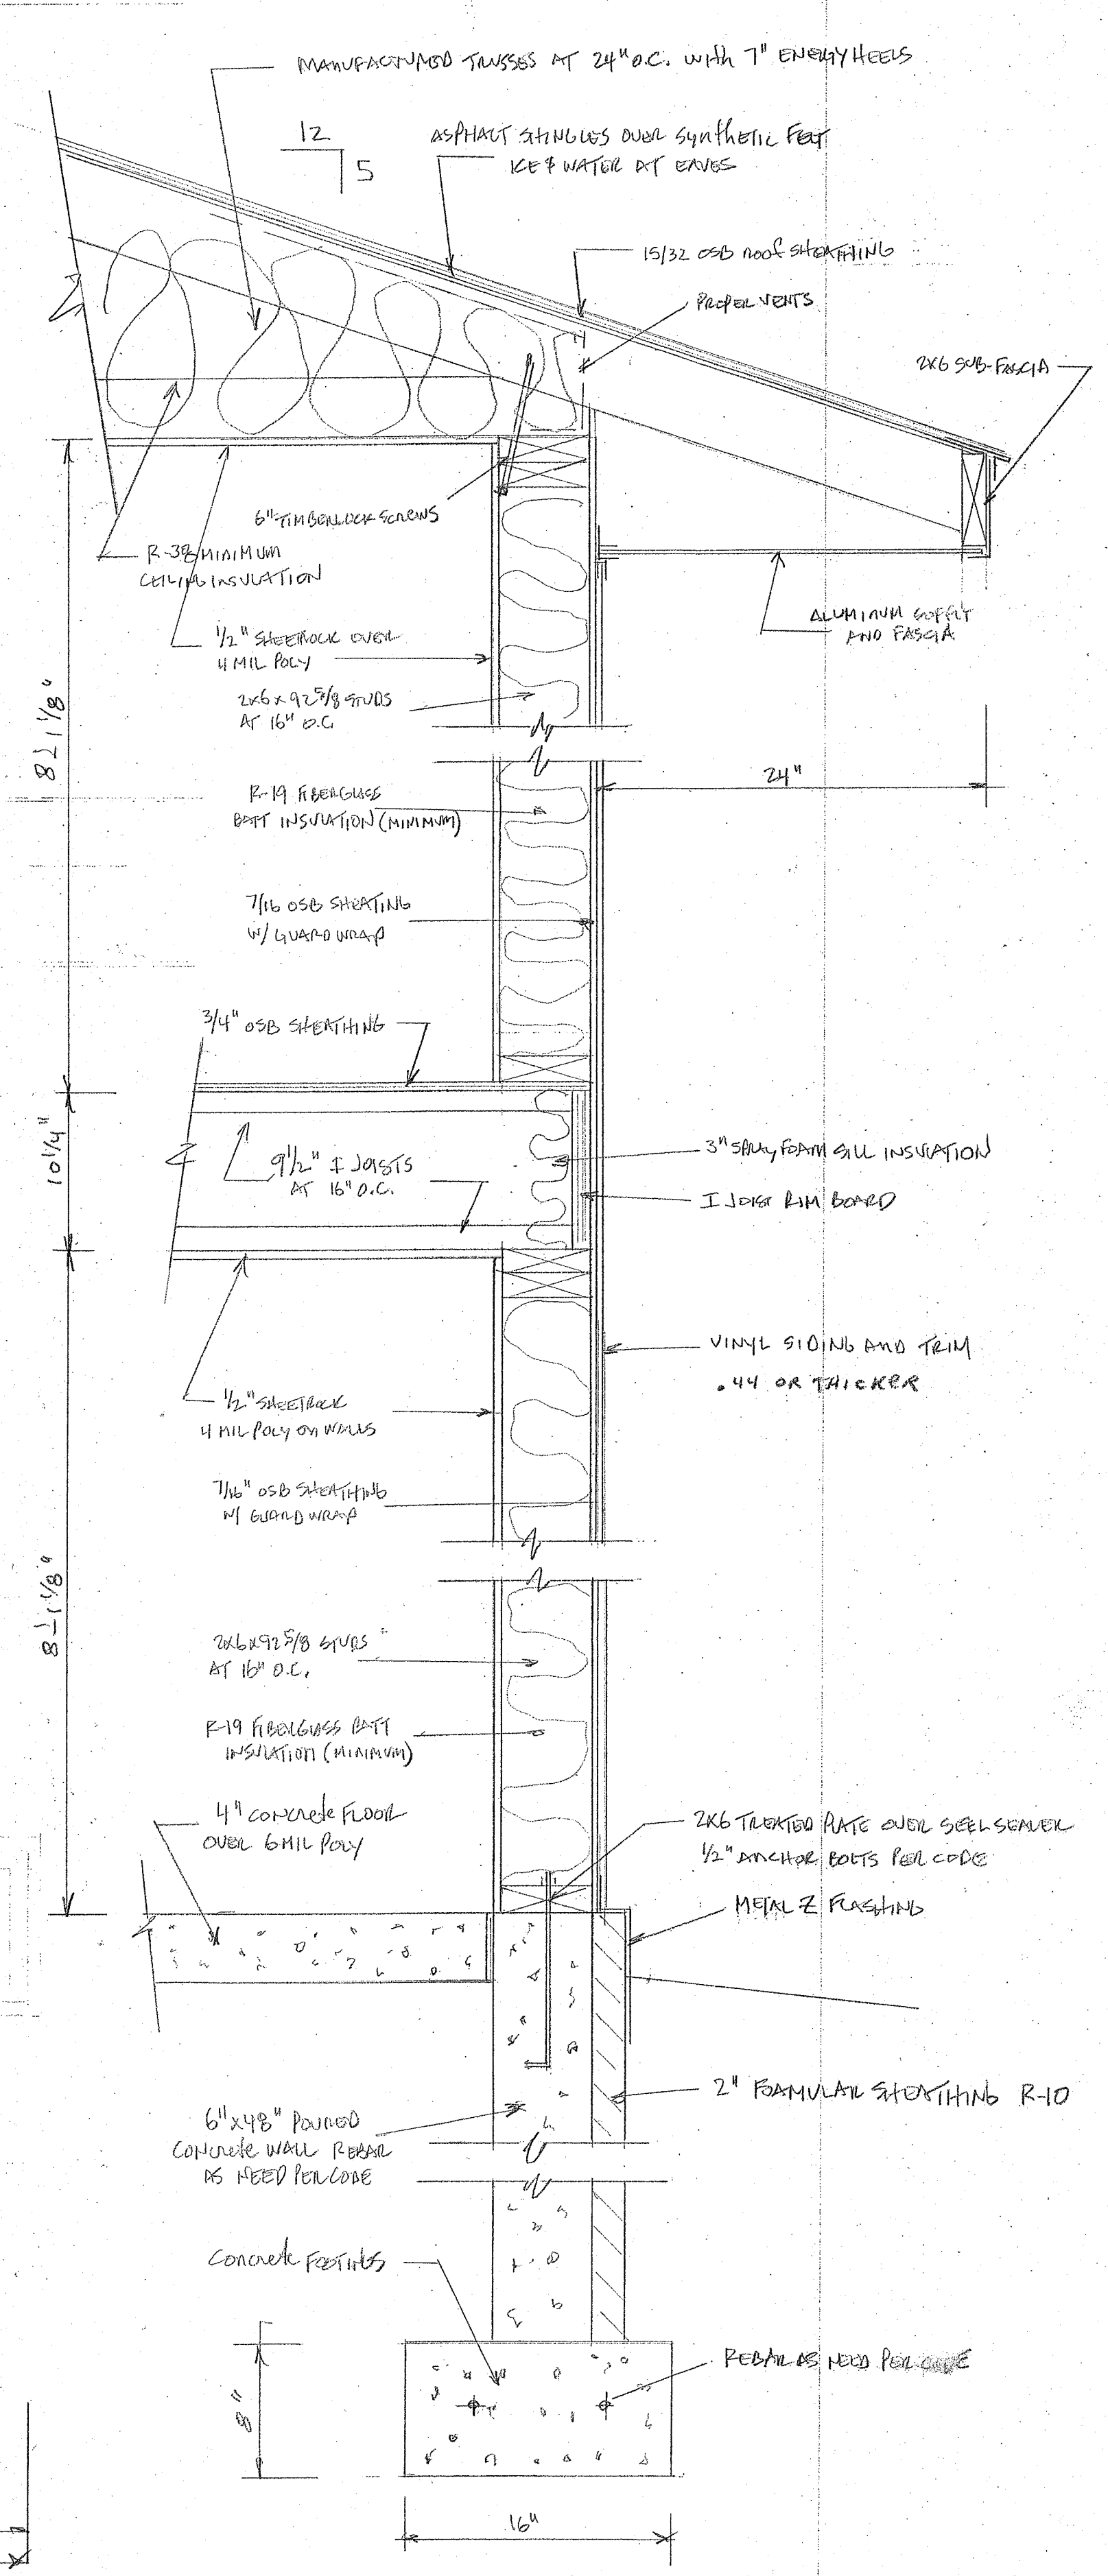 MANUFACTURED TRUSSES AT 24" O.C. with 7" ENERGY HEELS
12
5
ASPHALT SHINGLES OVER Synthetic FELT
ICE & WATER AT EAVES
15/32 OSB ROOF SHEATHING
PROPER VENTS
2X6 SUB-FASCIA
6" TIMBERLOCK SCREWS
R-38 MINIMUM
CEILING INSULATION
ALUMINUM SOFFIT
AND FASCIA
1/2" SHEETROCK OVER
4 MIL POLY
2x6 x 92 5/8 STUDS
AT 16" O.C.
8'-1 1/8"
24"
R-19 FIBERGLASS
BATT INSULATION (MINIMUM)
7/16 OSB SHEATING
W/ GUARD WRAP
3/4" OSB SHEATHING
10 1/4"
9 1/2" I JOISTS
AT 16" O.C.
3" SPRAY FOAM SILL INSULATION
I JOIST RIM BOARD
VINYL SIDING AND TRIM
.44 OR THICKER
1/2" SHEETROCK
4 MIL POLY ON WALLS
7/16" OSB SHEATHING
W/ GUARD WRAP
8'-1 1/8"
2X6X92 5/8 STUDS
AT 16" O.C.
R-19 FIBERGLASS BATT
INSULATION (MINIMUM)
4" CONCRETE FLOOR
OVER 6 MIL POLY
2X6 TREATED PLATE OVER SEEL SEALER
1/2" ANCHOR BOLTS PER CODE
METAL Z FLASHING
2" FOAMULAR SHEATHING R-10
6" X 48" POURED
CONCRETE WALL REBAR
AS NEED PER CODE
CONCRETE FOOTINGS
REBAR AS NEED PER CODE
8"
16"